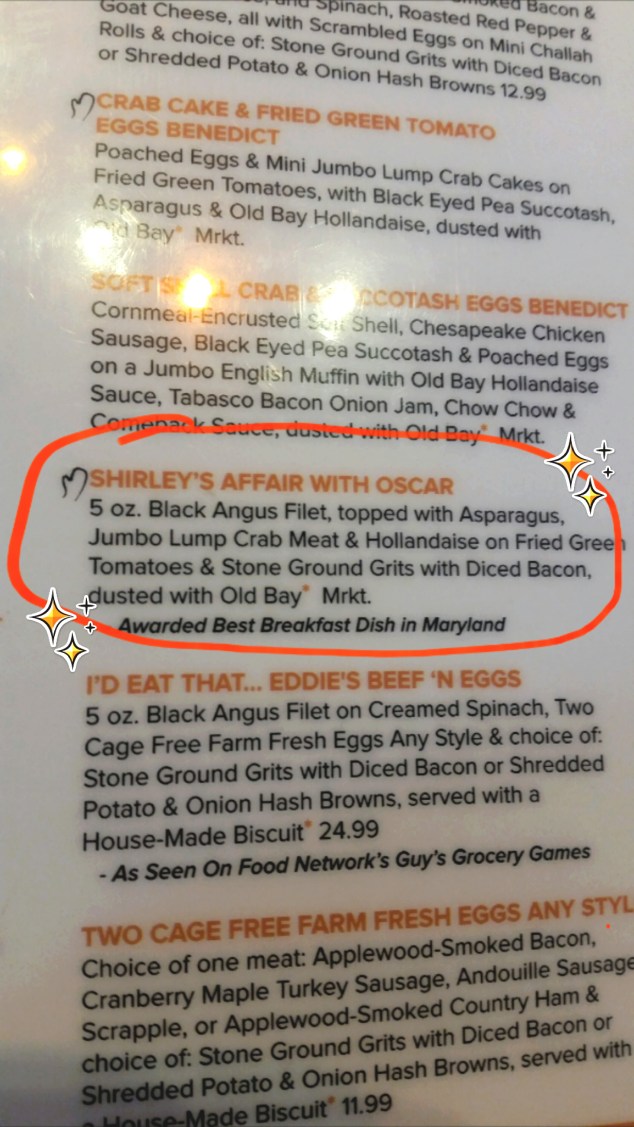 Spinach, Roasted Red Pepper &
Goat Cheese, all with Scrambled Eggs on Mini Challah
Rolls & choice of: Stone Ground Grits with Diced Bacon
or Shredded Potato & Onion Hash Browns 12.99
CRAB CAKE & FRIED GREEN TOMATO
EGGS BENEDICT
Poached Eggs & Mini Jumbo Lump Crab Cakes on
Fried Green Tomatoes, with Black Eyed Pea Succotash,
Asparagus & Old Bay Hollandaise, dusted with
Old Bay* Mrkt.
SOFT SHELL CRAB & SUCCOTASH EGGS BENEDICT
Cornmeal-Encrusted Soft Shell, Chesapeake Chicken
Sausage, Black Eyed Pea Succotash & Poached Eggs
on a Jumbo English Muffin with Old Bay Hollandaise
Sauce, Tabasco Bacon Onion Jam, Chow Chow &
Comeback Sauce, dusted with Old Bay* Mrkt.
SHIRLEY'S AFFAIR WITH OSCAR
5 oz. Black Angus Filet, topped with Asparagus,
Jumbo Lump Crab Meat & Hollandaise on Fried Green
Tomatoes & Stone Ground Grits with Diced Bacon,
dusted with Old Bay* Mrkt.
Awarded Best Breakfast Dish in Maryland
I'D EAT THAT... EDDIE'S BEEF 'N EGGS
5 oz. Black Angus Filet on Creamed Spinach, Two
Cage Free Farm Fresh Eggs Any Style & choice of:
Stone Ground Grits with Diced Bacon or Shredded
Potato & Onion Hash Browns, served with a
House-Made Biscuit* 24.99
- As Seen On Food Network's Guy's Grocery Games
TWO CAGE FREE FARM FRESH EGGS ANY STYL
Choice of one meat: Applewood-Smoked Bacon,
Cranberry Maple Turkey Sausage, Andouille Sausage
Scrapple, or Applewood-Smoked Country Ham &
choice of: Stone Ground Grits with Diced Bacon or
Shredded Potato & Onion Hash Browns, served with
a House-Made Biscuit* 11.99